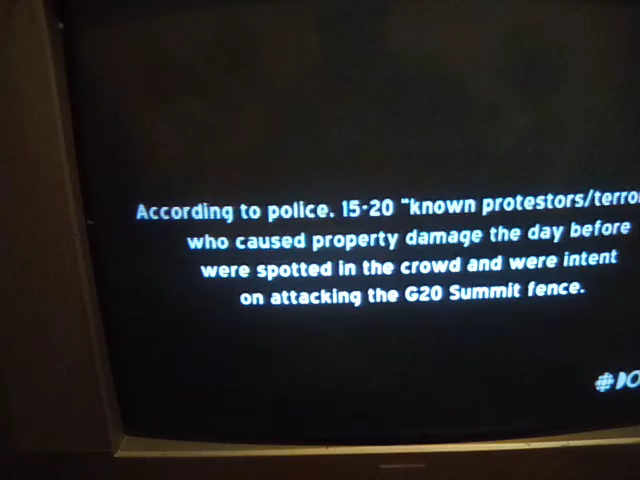 According to police. 15-20 "known protestors/terro
who caused property damage the day before
were spotted in the crowd and were intent
on attacking the G20 Summit fence.